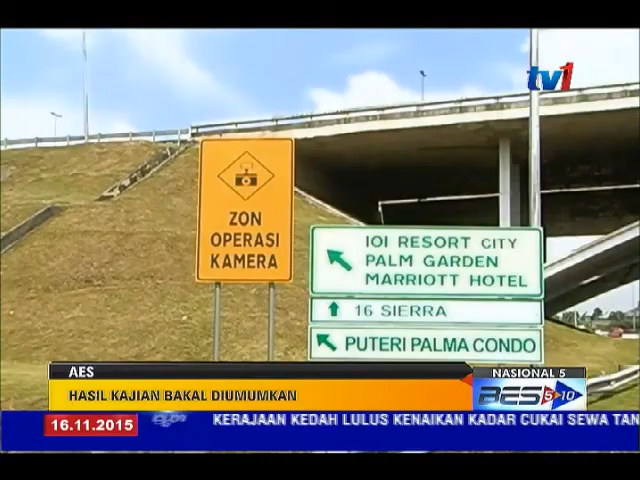 tv1
ZON
OPERASI
KAMERA
IOI RESORT CITY
PALM GARDEN
MARRIOTT HOTEL
16 SIERRA
PUTERI PALMA CONDO
AES
NASIONAL 5
HASIL KAJIAN BAKAL DIUMUMKAN
BES 5 10
16.11.2015
KERAJAAN KEDAH LULUS KENAIKAN KADAR CUKAI SEWA TAN